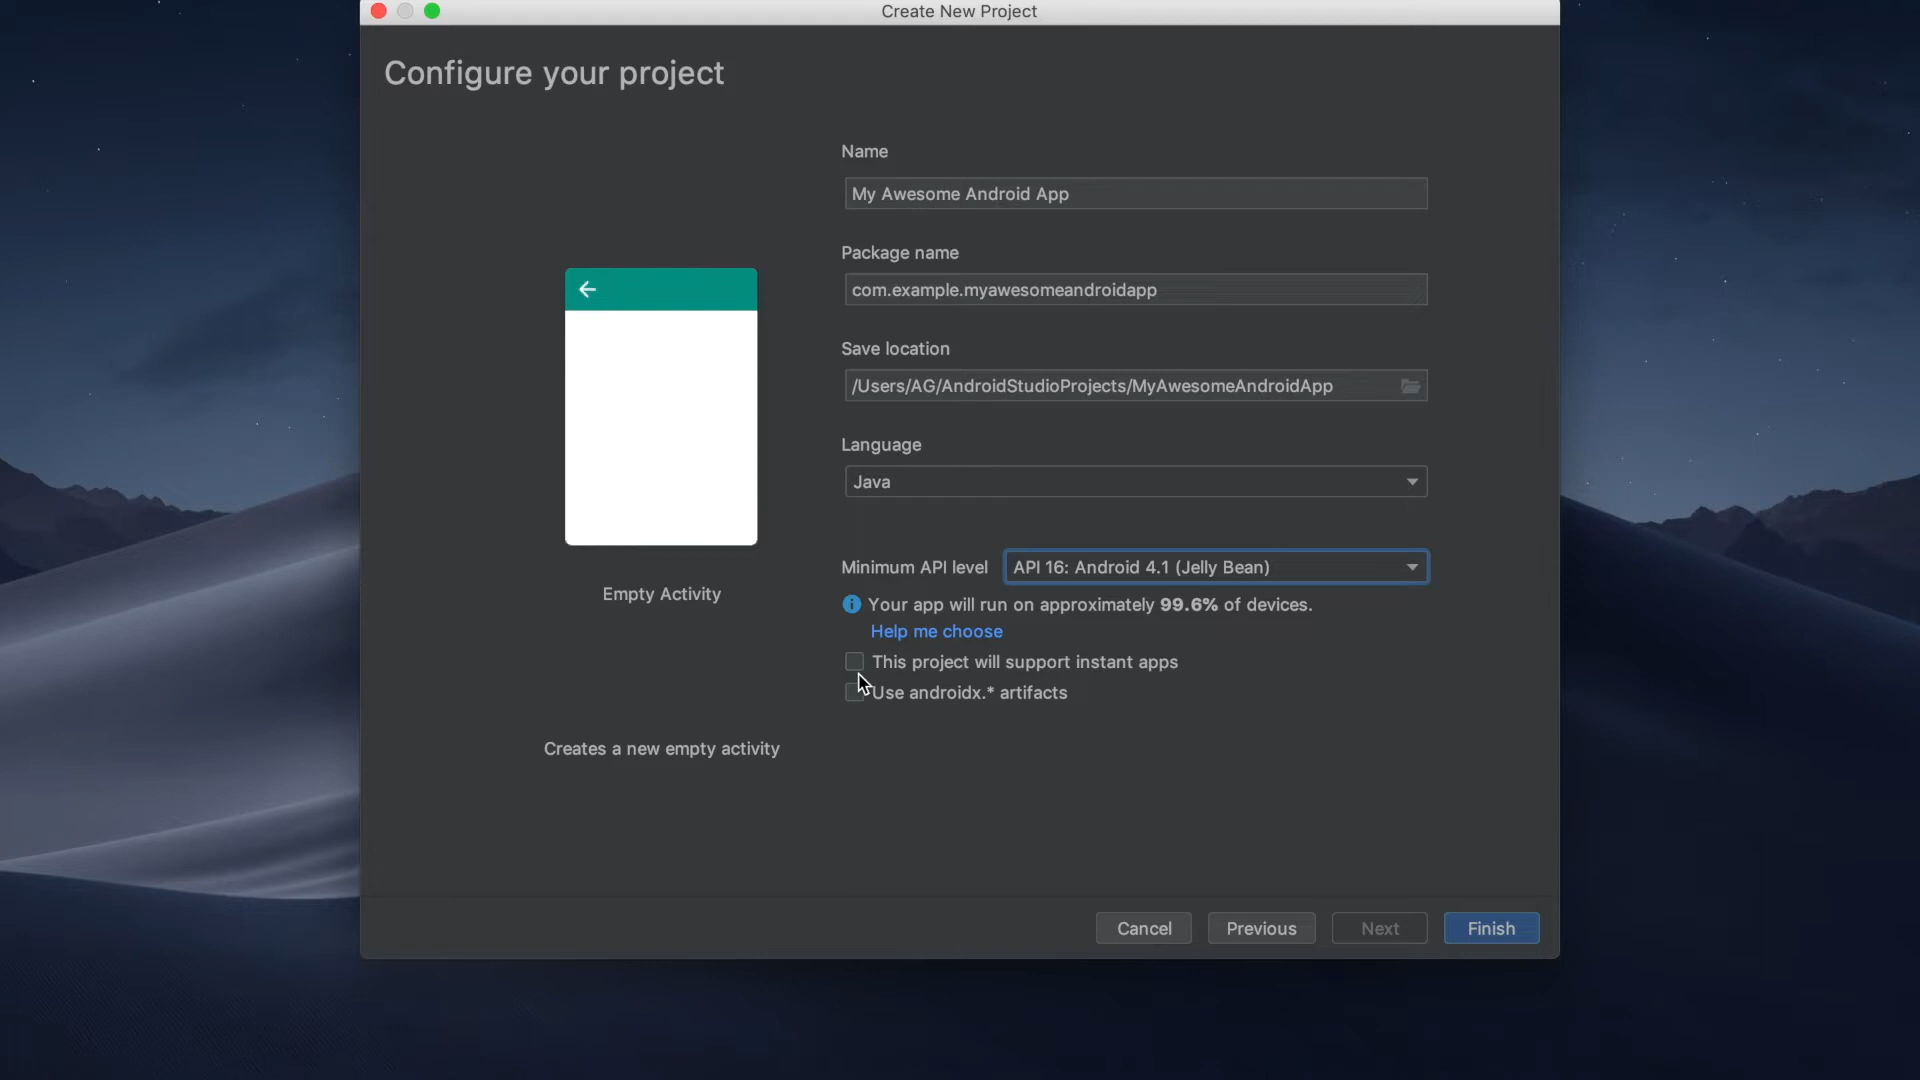 Create New Project
Configure your project
Name
My Awesome Android App
Package name
com.example.myawesomeandroidapp
Save location
/Users/AG/AndroidStudioProjects/MyAwesomeAndroidApp
Language
Java
Minimum API level API 16: Android 4.1 (Jelly Bean)
Empty Activity
Your app will run on approximately 99.6% of devices.
Help me choose
This project will support instant apps
Use androidx.* artifacts
Creates a new empty activity
Cancel Previous Next Finish